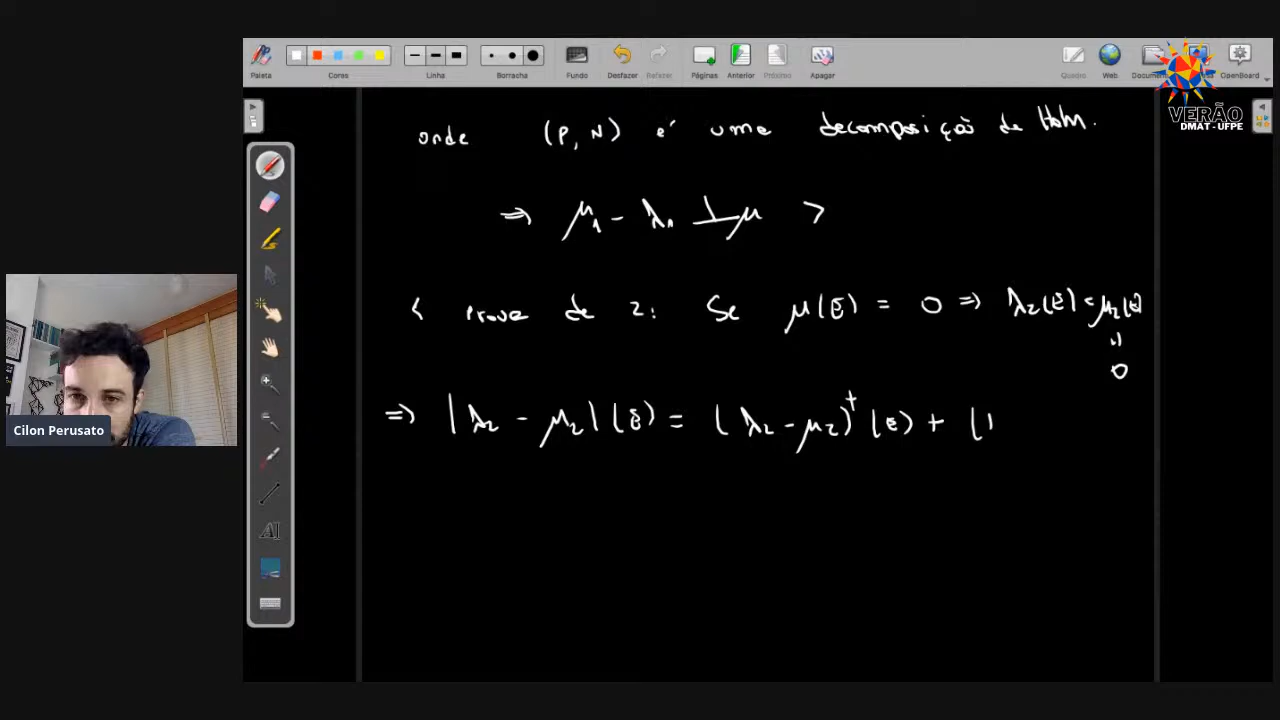 Paleta Cores Linha Borracha Fundo Desfazer Refazer Páginas Anterior Próximo Apagar Quadro Web OpenBoard
VERÃO
DMAT - UFPE
onde (P, N) é uma decomposição de Hahn.
⇒ μ₁ - λ₁ ⊥ μ >
< Prova de 2: Se μ(E) = 0 ⇒ λ₂(E) = μ₂(E)
"
0
⇒ |λ₂ - μ₂|(E) = (λ₂ - μ₂)⁺(E) + (1
Cilon Perusato